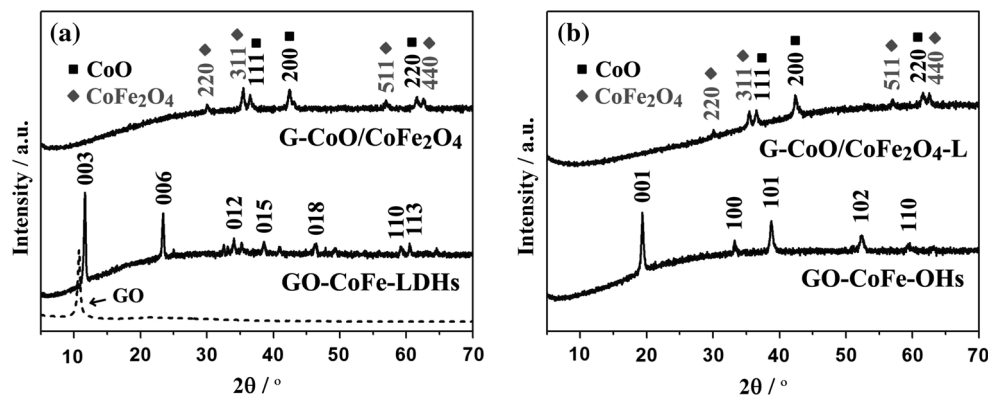 (a)
■ CoO
◆ CoFe₂O₄
220 ◆
311 ◆
111 ■
200 ■
511 ◆
220 ■
440 ◆
G-CoO/CoFe₂O₄
003
006
012
015
018
110
113
GO-CoFe-LDHs
GO
Intensity / a.u.
10 20 30 40 50 60 70
2θ / °
(b)
■ CoO
◆ CoFe₂O₄
220 ◆
311 ◆
111 ■
200 ■
511 ◆
220 ■
440 ◆
G-CoO/CoFe₂O₄-L
001
100
101
102
110
GO-CoFe-OHs
Intensity / a.u.
10 20 30 40 50 60 70
2θ / °